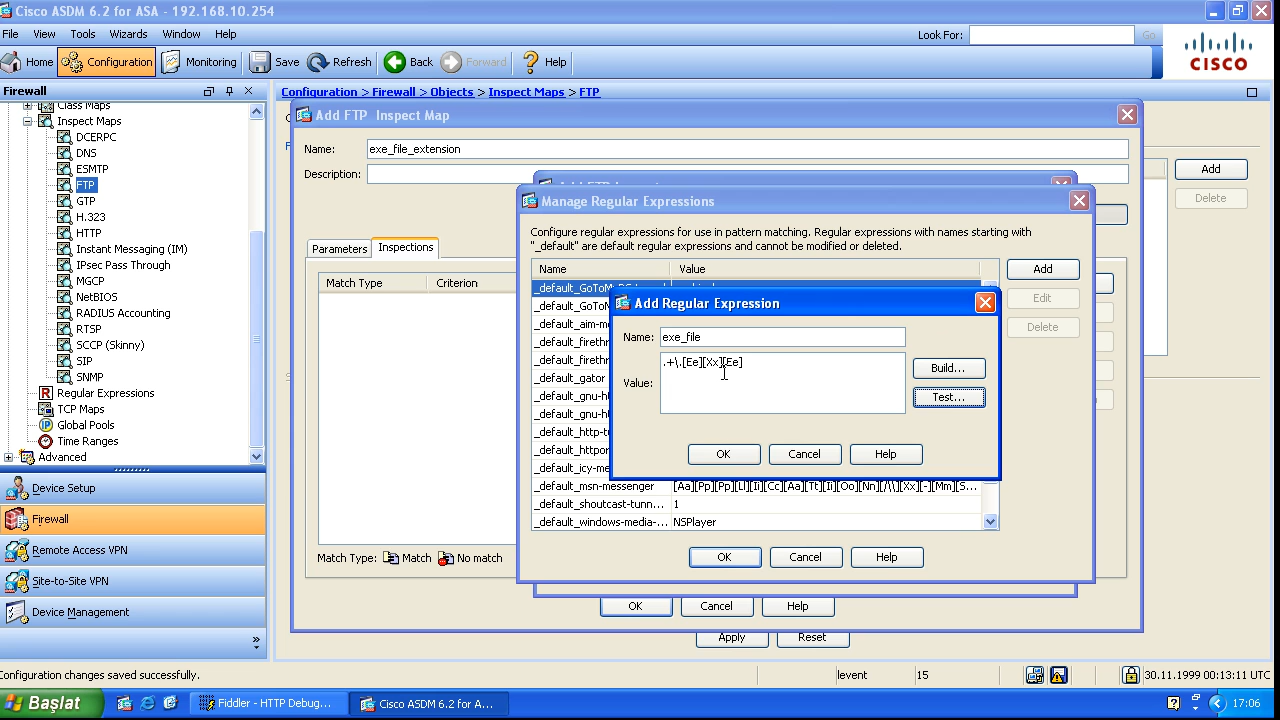 Cisco ASDM 6.2 for ASA - 192.168.10.254
File View Tools Wizards Window Help
Look For: Go
Home Configuration Monitoring Save Refresh Back Forward Help
CISCO
Firewall
Configuration > Firewall > Objects > Inspect Maps > FTP
Class Maps
Inspect Maps
DCERPC
DNS
ESMTP
FTP
GTP
H.323
HTTP
Instant Messaging (IM)
IPsec Pass Through
MGCP
NetBIOS
RADIUS Accounting
RTSP
SCCP (Skinny)
SIP
SNMP
Regular Expressions
TCP Maps
Global Pools
Time Ranges
Advanced
Device Setup
Firewall
Remote Access VPN
Site-to-Site VPN
Device Management
Add
Delete
Add FTP Inspect Map
Name: exe_file_extension
Description:
Parameters Inspections
Match Type Criterion
Match Type: Match No match
OK Cancel Help
Apply Reset
Manage Regular Expressions
Configure regular expressions for use in pattern matching. Regular expressions with names starting with
"_default" are default regular expressions and cannot be modified or deleted.
Name Value
_default_aim-m
_default_firethr
_default_firethr
_default_gator
_default_gnu-h
_default_gnu-h
_default_http-t
_default_httpor
_default_icy-me
_default_msn-messenger [Aa][Pp][Pp][Ll][Ii][Cc][Aa][Tt][Ii][Oo][Nn][/\\][Xx][-][Mm][S...
_default_shoutcast-tunn... 1
_default_windows-media-... NSPlayer
Add
Edit
Delete
OK Cancel Help
Add Regular Expression
Name: exe_file
Value: .+\.[Ee][Xx][Ee]
Build...
Test...
OK Cancel Help
Configuration changes saved successfully.
levent 15 30.11.1999 00:13:11 UTC
Başlat Fiddler - HTTP Debug... Cisco ASDM 6.2 for A... 17:06